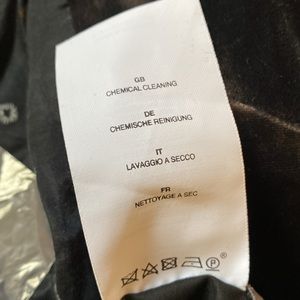 GB
CHEMICAL CLEANING
DE
CHEMISCHE REINIGUNG
IT
LAVAGGIO A SECCO
FR
NETTOYAGE A SEC
P ®